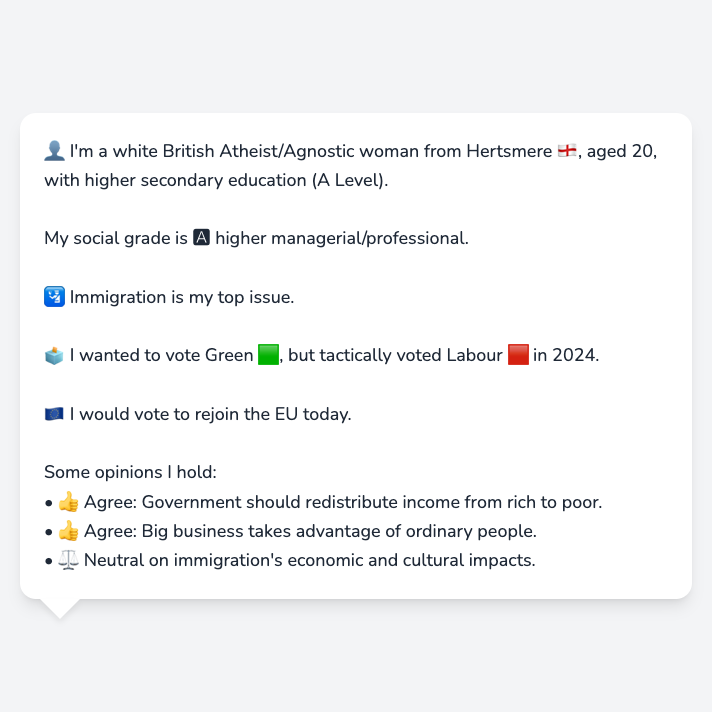 👤 I'm a white British Atheist/Agnostic woman from Hertsmere 🏴󠁧󠁢󠁥󠁮󠁧󠁿, aged 20,
with higher secondary education (A Level).
My social grade is 🅰 higher managerial/professional.
🛂 Immigration is my top issue.
🗳️ I wanted to vote Green 🟩, but tactically voted Labour 🟥 in 2024.
🇪🇺 I would vote to rejoin the EU today.
Some opinions I hold:
• 👍 Agree: Government should redistribute income from rich to poor.
• 👍 Agree: Big business takes advantage of ordinary people.
• ⚖️ Neutral on immigration's economic and cultural impacts.